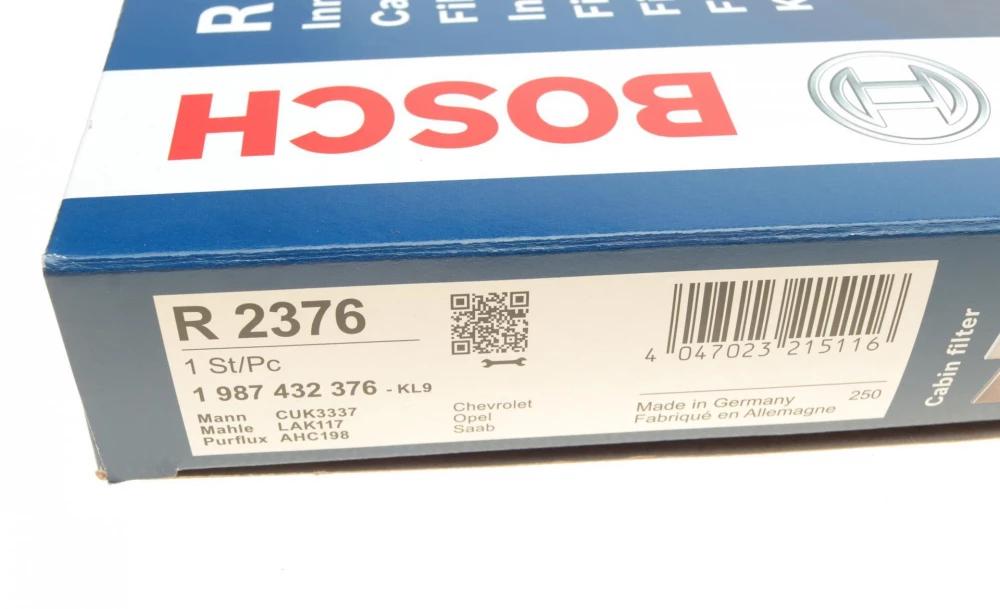 R
BOSCH
R 2376
1 St/Pc
1 987 432 376 - KL9
Mann CUK3337
Mahle LAK117
Purflux AHC198
Chevrolet
Opel
Saab
4 047023 215116
Made in Germany 250
Fabriqué en Allemagne
Cabin filter